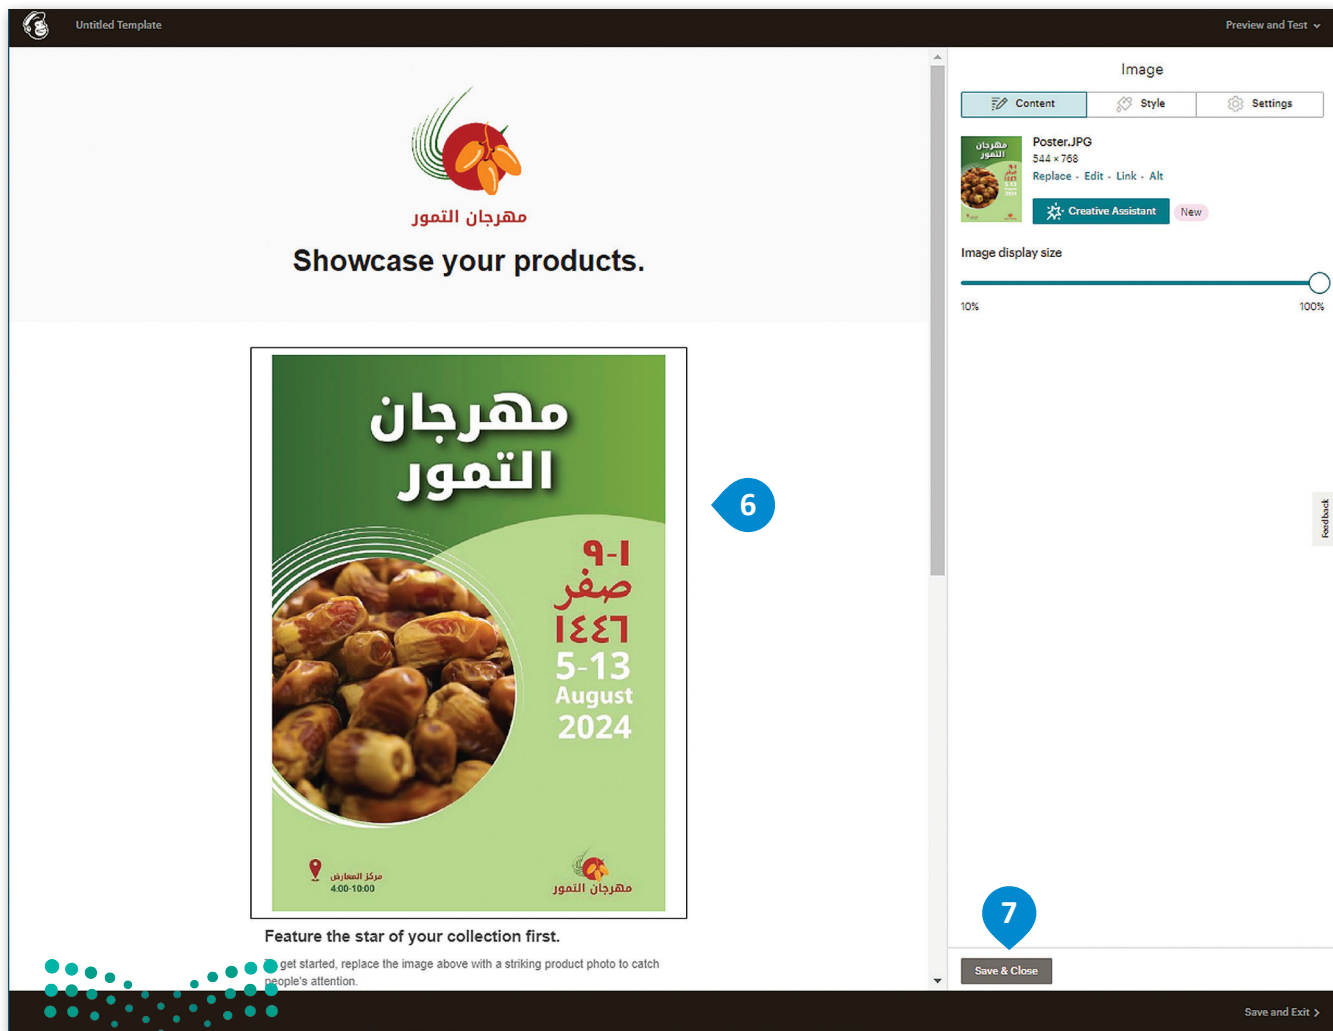 Untitled Template
Preview and Test
مهرجان التمور
Showcase your products.
مهرجان
التمور
٩-١
صفر
١٤٤٦
5-13
August
2024
مركز المعارض
4:00-10:00
مهرجان التمور
6
Feature the star of your collection first.
To get started, replace the image above with a striking product photo to catch
people's attention.
Image
Content
Style
Settings
مهرجان
التمور
Poster.JPG
544 × 768
Replace - Edit - Link - Alt
Creative Assistant
New
Image display size
10%
100%
Feedback
7
Save & Close
Save and Exit